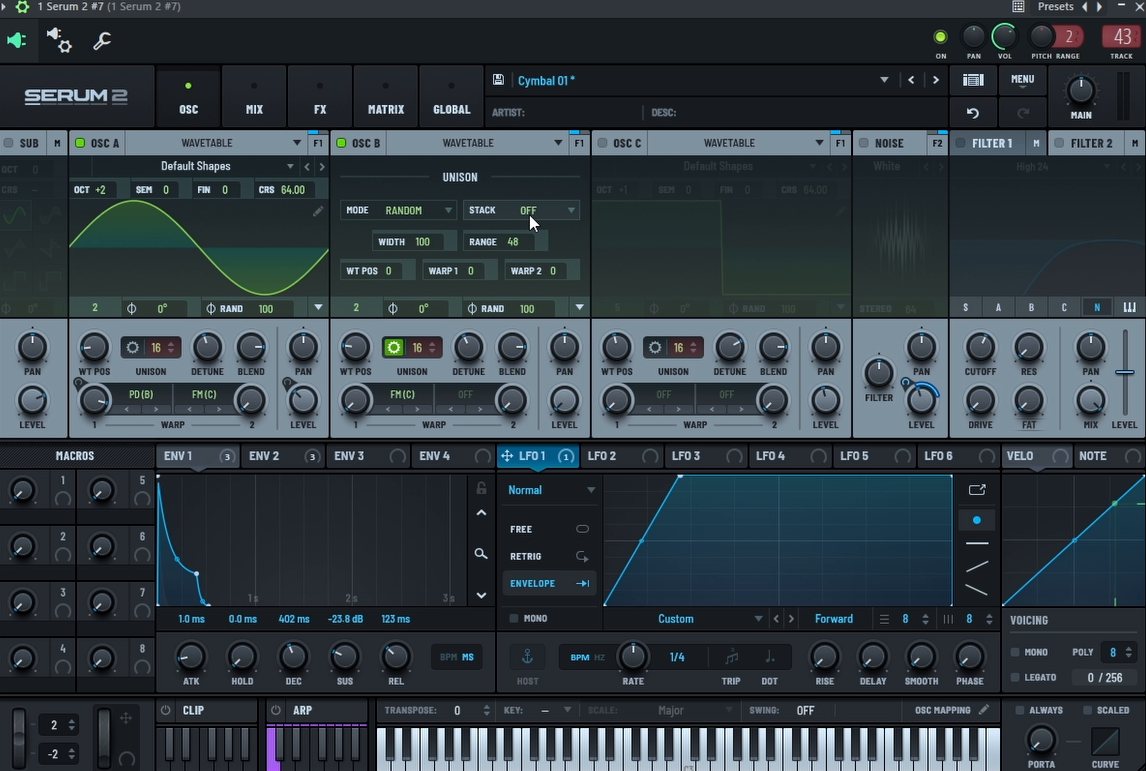 1 Serum 2 #7 (1 Serum 2 #7) Presets
ON PAN VOL PITCH RANGE 2 43 TRACK
SERUM 2 OSC MIX FX MATRIX GLOBAL Cymbal 01* MENU MAIN
ARTIST: DESC:
SUB M OSC A WAVETABLE F1 OSC B WAVETABLE F1 OSC C WAVETABLE F1 NOISE F2 FILTER 1 M FILTER 2 M
OCT 0 Default Shapes UNISON Default Shapes White High 24
CRS OCT +2 SEM 0 FIN 0 CRS 64.00 OCT +1 SEM 0 FIN 0 CRS 64.00
MODE RANDOM STACK OFF
WIDTH 100 RANGE 48
WT POS 0 WARP 1 0 WARP 2 0
0° 2 0° RAND 100 2 0° RAND 100 5 0° RAND 100 STEREO 64 S A B C N
16 16 16
PAN WT POS UNISON DETUNE BLEND PAN WT POS UNISON DETUNE BLEND PAN WT POS UNISON DETUNE BLEND PAN PAN CUTOFF RES PAN
PD (B) FM (C) FM (C) OFF OFF OFF FILTER
LEVEL 1 WARP 2 LEVEL 1 WARP 2 LEVEL 1 WARP 2 LEVEL LEVEL DRIVE FAT MIX LEVEL
MACROS ENV 1 3 ENV 2 3 ENV 3 ENV 4 LFO 1 1 LFO 2 LFO 3 LFO 4 LFO 5 LFO 6 VELO NOTE
1 5 Normal
2 6 FREE
RETRIG
3 7 ENVELOPE
1 s 2 s 3 s
1.0 ms 0.0 ms 402 ms -23.8 dB 123 ms MONO Custom Forward 8 8 VOICING
4 8 BPM MS HOST BPM HZ 1/4 MONO POLY 8
ATK HOLD DEC SUS REL RATE TRIP DOT RISE DELAY SMOOTH PHASE LEGATO 0 / 256
2 CLIP ARP TRANSPOSE: 0 KEY: – SCALE: Major SWING: OFF OSC MAPPING ALWAYS SCALED
-2 C3 PORTA CURVE